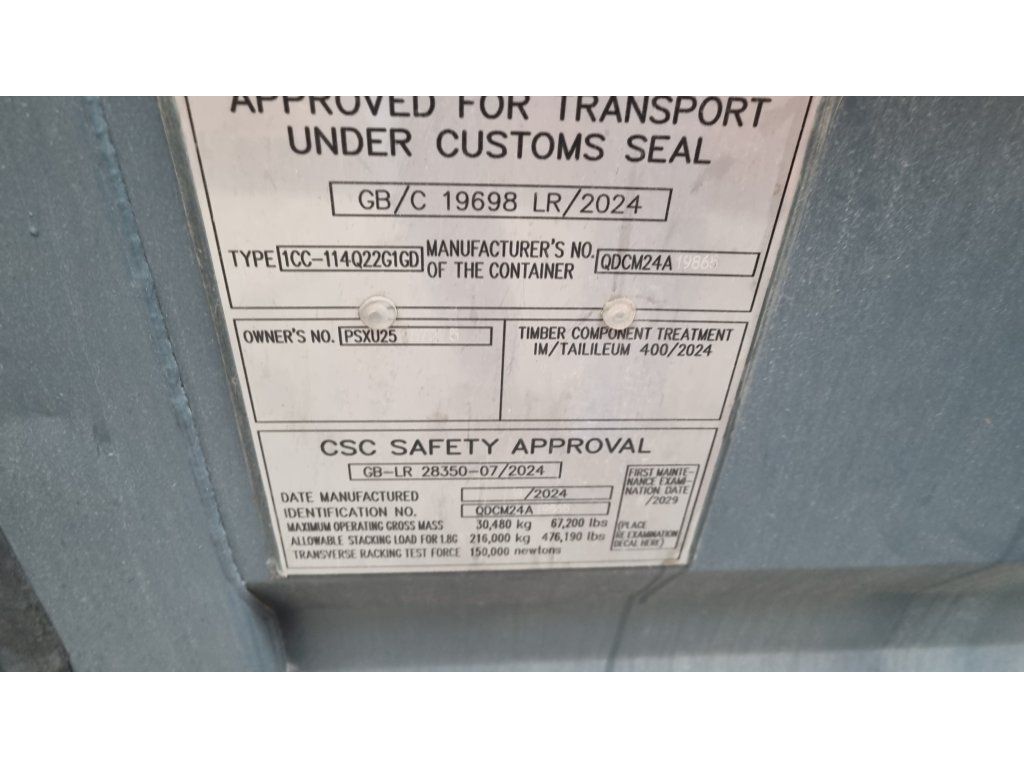 APPROVED FOR TRANSPORT
UNDER CUSTOMS SEAL
GB/C 19698 LR/2024
TYPE 1CC-114Q22G1GD MANUFACTURER'S NO. OF THE CONTAINER QDCM24A
OWNER'S NO. PSXU25
TIMBER COMPONENT TREATMENT
IM/TAILILEUM 400/2024
CSC SAFETY APPROVAL
GB-LR 28350-07/2024
DATE MANUFACTURED /2024
IDENTIFICATION NO. QDCM24A
MAXIMUM OPERATING GROSS MASS 30,480 kg 67,200 lbs
ALLOWABLE STACKING LOAD FOR 1.8G 216,000 kg 476,190 lbs
TRANSVERSE RACKING TEST FORCE 150,000 newtons
FIRST MAINTE-
NANCE EXAMI-
NATION DATE
/2029
(PLACE
RE EXAMINATION
DECAL HERE)